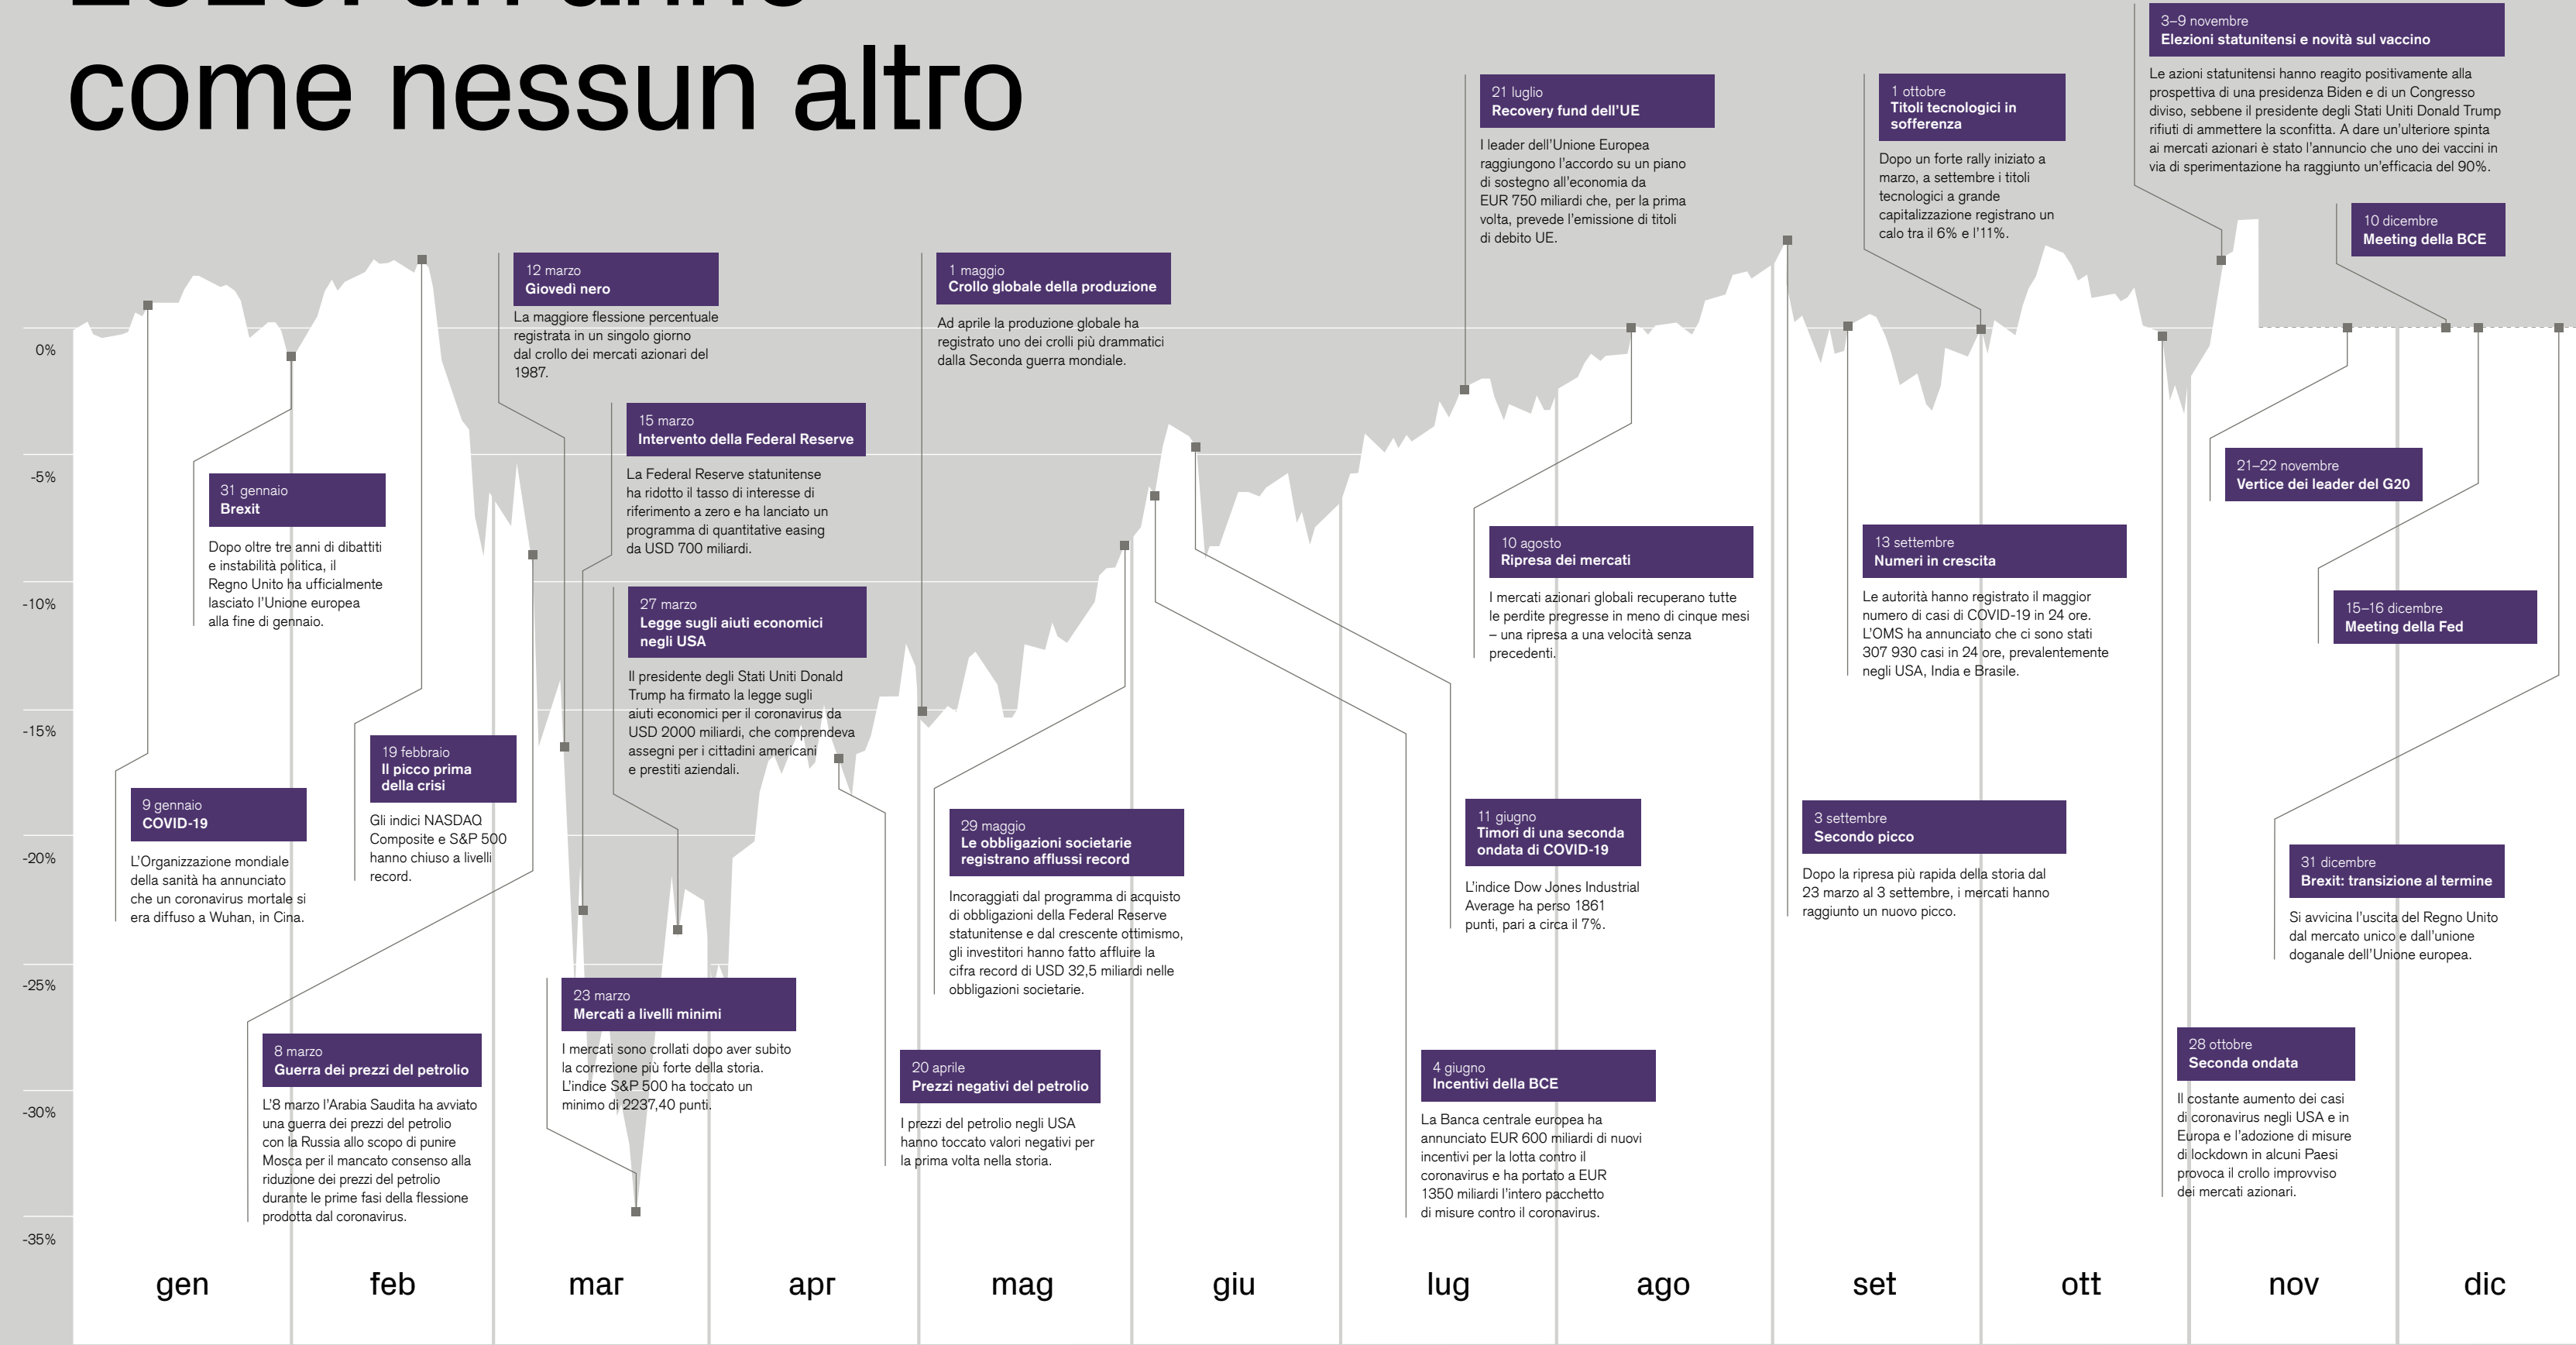 2020: un anno
come nessun altro
3–9 novembre
Elezioni statunitensi e novità sul vaccino
Le azioni statunitensi hanno reagito positivamente alla
prospettiva di una presidenza Biden e di un Congresso
diviso, sebbene il presidente degli Stati Uniti Donald Trump
rifiuti di ammettere la sconfitta. A dare un’ulteriore spinta
ai mercati azionari è stato l’annuncio che uno dei vaccini in
via di sperimentazione ha raggiunto un’efficacia del 90%.
21 luglio
Recovery fund dell’UE
I leader dell’Unione Europea
raggiungono l’accordo su un piano
di sostegno all’economia da
EUR 750 miliardi che, per la prima
volta, prevede l’emissione di titoli
di debito UE.
1 ottobre
Titoli tecnologici in
sofferenza
Dopo un forte rally iniziato a
marzo, a settembre i titoli
tecnologici a grande
capitalizzazione registrano un
calo tra il 6% e l’11%.
10 dicembre
Meeting della BCE
12 marzo
Giovedì nero
La maggiore flessione percentuale
registrata in un singolo giorno
dal crollo dei mercati azionari del
1987.
1 maggio
Crollo globale della produzione
Ad aprile la produzione globale ha
registrato uno dei crolli più drammatici
dalla Seconda guerra mondiale.
0%
-5%
-10%
-15%
-20%
-25%
-30%
-35%
15 marzo
Intervento della Federal Reserve
La Federal Reserve statunitense
ha ridotto il tasso di interesse di
riferimento a zero e ha lanciato un
programma di quantitative easing
da USD 700 miliardi.
31 gennaio
Brexit
Dopo oltre tre anni di dibattiti
e instabilità politica, il
Regno Unito ha ufficialmente
lasciato l’Unione europea
alla fine di gennaio.
21–22 novembre
Vertice dei leader del G20
27 marzo
Legge sugli aiuti economici
negli USA
Il presidente degli Stati Uniti Donald
Trump ha firmato la legge sugli
aiuti economici per il coronavirus da
USD 2000 miliardi, che comprendeva
assegni per i cittadini americani
e prestiti aziendali.
10 agosto
Ripresa dei mercati
I mercati azionari globali recuperano tutte
le perdite pregresse in meno di cinque mesi
– una ripresa a una velocità senza
precedenti.
13 settembre
Numeri in crescita
Le autorità hanno registrato il maggior
numero di casi di COVID-19 in 24 ore.
L’OMS ha annunciato che ci sono stati
307 930 casi in 24 ore, prevalentemente
negli USA, India e Brasile.
15–16 dicembre
Meeting della Fed
19 febbraio
Il picco prima
della crisi
Gli indici NASDAQ
Composite e S&P 500
hanno chiuso a livelli
record.
9 gennaio
COVID-19
L’Organizzazione mondiale
della sanità ha annunciato
che un coronavirus mortale si
era diffuso a Wuhan, in Cina.
29 maggio
Le obbligazioni societarie
registrano afflussi record
Incoraggiati dal programma di acquisto
di obbligazioni della Federal Reserve
statunitense e dal crescente ottimismo,
gli investitori hanno fatto affluire la
cifra record di USD 32,5 miliardi nelle
obbligazioni societarie.
11 giugno
Timori di una seconda
ondata di COVID-19
L’indice Dow Jones Industrial
Average ha perso 1861
punti, pari a circa il 7%.
3 settembre
Secondo picco
Dopo la ripresa più rapida della storia dal
23 marzo al 3 settembre, i mercati hanno
raggiunto un nuovo picco.
31 dicembre
Brexit: transizione al termine
Si avvicina l’uscita del Regno Unito
dal mercato unico e dall’unione
doganale dell’Unione europea.
23 marzo
Mercati a livelli minimi
I mercati sono crollati dopo aver subito
la correzione più forte della storia.
L’indice S&P 500 ha toccato un
minimo di 2237,40 punti.
8 marzo
Guerra dei prezzi del petrolio
L’8 marzo l’Arabia Saudita ha avviato
una guerra dei prezzi del petrolio
con la Russia allo scopo di punire
Mosca per il mancato consenso alla
riduzione dei prezzi del petrolio
durante le prime fasi della flessione
prodotta dal coronavirus.
20 aprile
Prezzi negativi del petrolio
I prezzi del petrolio negli USA
hanno toccato valori negativi per
la prima volta nella storia.
4 giugno
Incentivi della BCE
La Banca centrale europea ha
annunciato EUR 600 miliardi di nuovi
incentivi per la lotta contro il
coronavirus e ha portato a EUR
1350 miliardi l’intero pacchetto
di misure contro il coronavirus.
28 ottobre
Seconda ondata
Il costante aumento dei casi
di coronavirus negli USA e in
Europa e l’adozione di misure
di lockdown in alcuni Paesi
provoca il crollo improvviso
dei mercati azionari.
gen
feb
mar
apr
mag
giu
lug
ago
set
ott
nov
dic